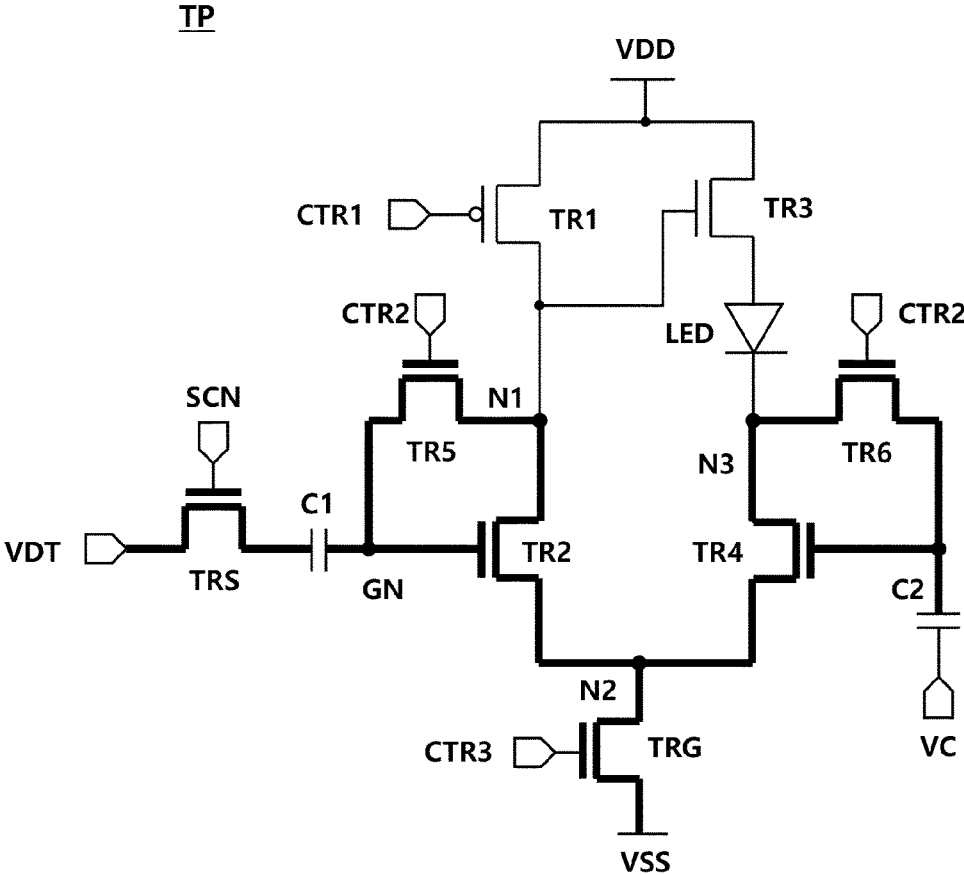 TP
VDD
CTR1
TR1
TR3
CTR2
CTR2
LED
SCN
N1
TR5
TR6
N3
C1
VDT
TR2
TR4
TRS
GN
C2
N2
CTR3
TRG
VC
VSS